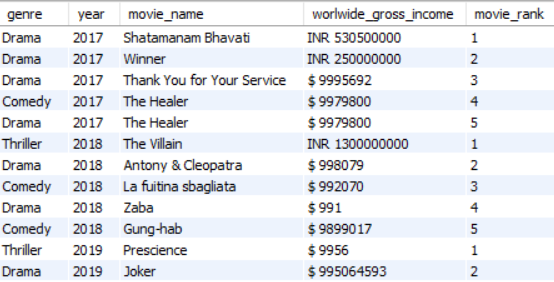 genre year movie_name worlwide_gross_income movie_rank
Drama 2017 Shatamanam Bhavati INR 530500000 1
Drama 2017 Winner INR 250000000 2
Drama 2017 Thank You for Your Service $ 9995692 3
Comedy 2017 The Healer $ 9979800 4
Drama 2017 The Healer $ 9979800 5
Thriller 2018 The Villain INR 1300000000 1
Drama 2018 Antony & Cleopatra $ 998079 2
Comedy 2018 La fuitina sbagliata $ 992070 3
Drama 2018 Zaba $ 991 4
Comedy 2018 Gung-hab $ 9899017 5
Thriller 2019 Prescience $ 9956 1
Drama 2019 Joker $ 995064593 2